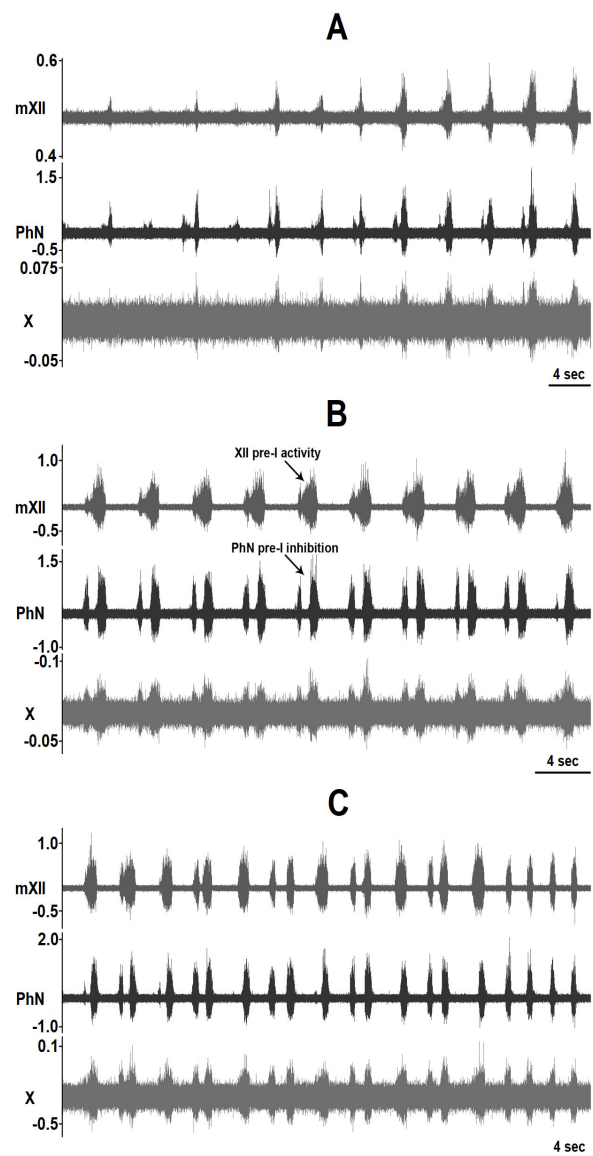 A
0.6
mXII
0.4
1.5
PhN
-0.5
0.075
X
-0.05
4 sec
B
XII pre-I activity
1.0
mXII
-0.5
PhN pre-I inhibition
1.5
PhN
-1.0
-0.1
X
-0.05
4 sec
C
1.0
mXII
-0.5
2.0
PhN
-1.0
0.1
X
-0.5
4 sec